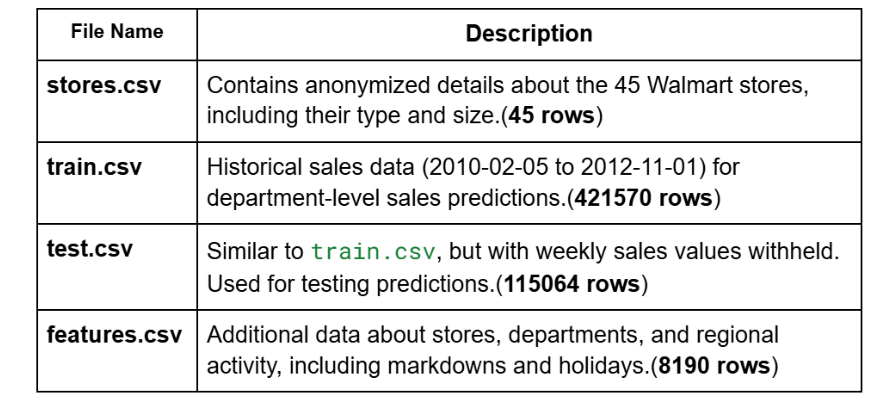 File Name
Description
stores.csv
Contains anonymized details about the 45 Walmart stores,
including their type and size.(45 rows)
train.csv
Historical sales data (2010-02-05 to 2012-11-01) for
department-level sales predictions.(421570 rows)
test.csv
Similar to train.csv, but with weekly sales values withheld.
Used for testing predictions.(115064 rows)
features.csv
Additional data about stores, departments, and regional
activity, including markdowns and holidays.(8190 rows)